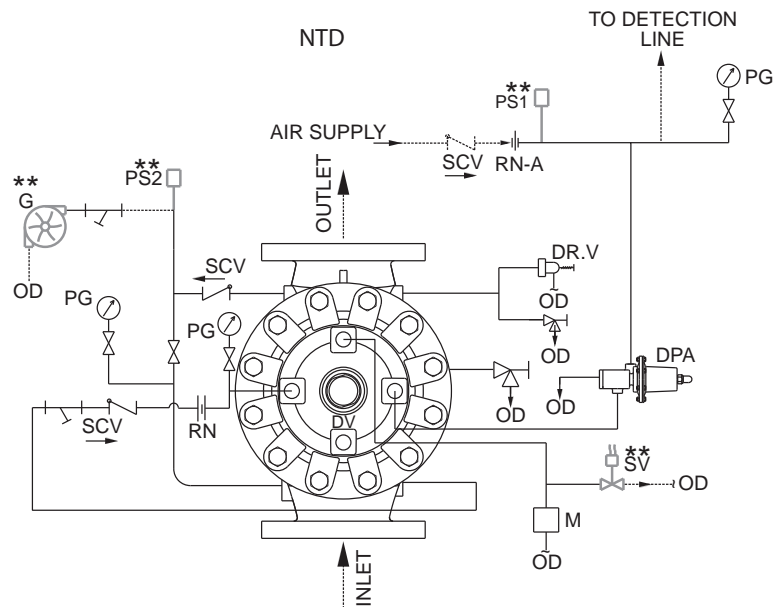 NTD
TO DETECTION
LINE
PG
**
PS1
AIR SUPPLY
SCV
RN-A
OUTLET
**
G
**
PS2
SCV
DR.V
OD
OD
PG
PG
OD
DPA
OD
OD
DV
SCV
RN
**
SV
OD
M
OD
INLET